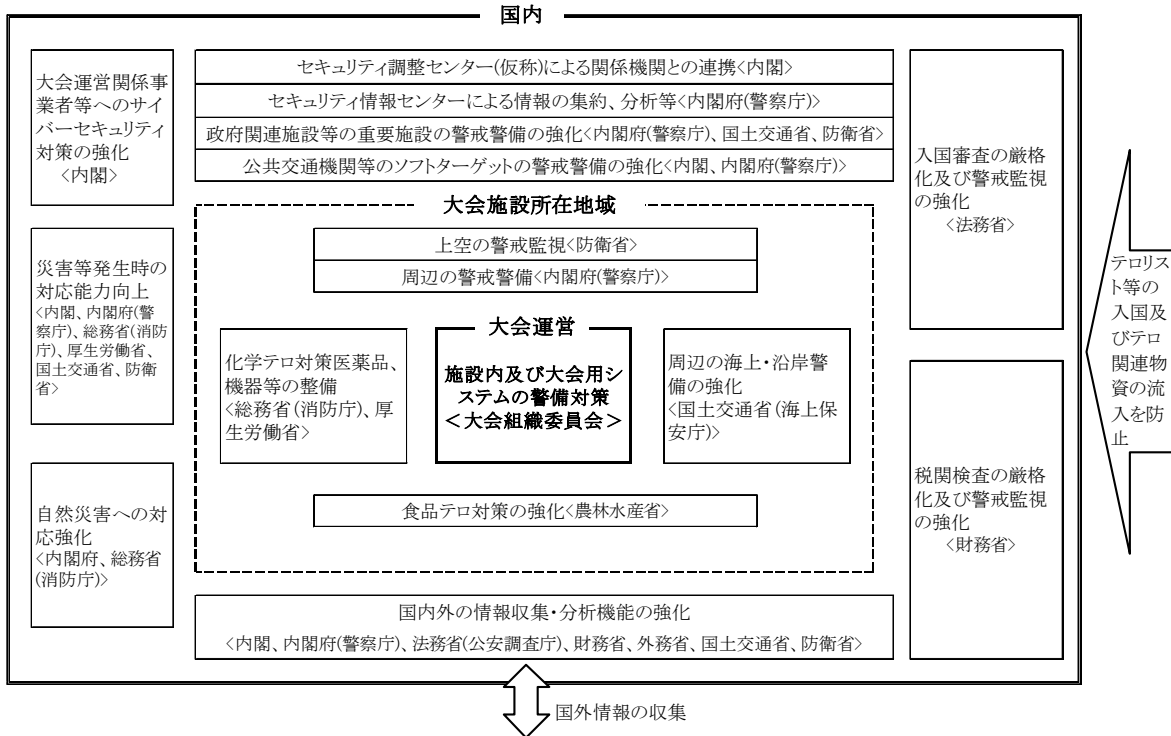 国内
大会運営関係事
業者等へのサイ
バーセキュリティ
対策の強化
<内閣>
災害等発生時の
対応能力向上
<内閣、内閣府(警
察庁)、総務省(消防
庁)、厚生労働省、
国土交通省、防衛
省>
自然災害への対
応強化
<内閣府、総務省
(消防庁)>
セキュリティ調整センター(仮称)による関係機関との連携<内閣>
セキュリティ情報センターによる情報の集約、分析等<内閣府(警察庁)>
政府関連施設等の重要施設の警戒警備の強化<内閣府(警察庁)、国土交通省、防衛省>
公共交通機関等のソフトターゲットの警戒警備の強化<内閣、内閣府(警察庁)>
大会施設所在地域
上空の警戒監視<防衛省>
周辺の警戒警備<内閣府(警察庁)>
化学テロ対策医薬品、
機器等の整備
<総務省(消防庁)、厚
生労働省>
大会運営
施設内及び大会用シ
ステムの警備対策
<大会組織委員会>
周辺の海上・沿岸警
備の強化
<国土交通省(海上保
安庁)>
食品テロ対策の強化<農林水産省>
国内外の情報収集・分析機能の強化
<内閣、内閣府(警察庁)、法務省(公安調査庁)、財務省、外務省、国土交通省、防衛省>
入国審査の厳格
化及び警戒監視
の強化
<法務省>
税関検査の厳格
化及び警戒監視
の強化
<財務省>
テロリス
ト等の
入国及
びテロ
関連物
資の流
入を防
止
国外情報の収集